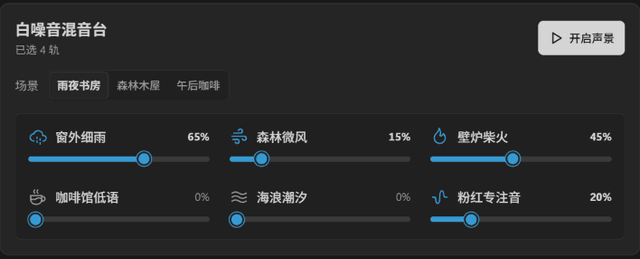 白噪音混音台
已选 4 轨
开启声景
场景 雨夜书房 森林木屋 午后咖啡
窗外细雨 65% 森林微风 15% 壁炉柴火 45%
咖啡馆低语 0% 海浪潮汐 0% 粉红专注音 20%